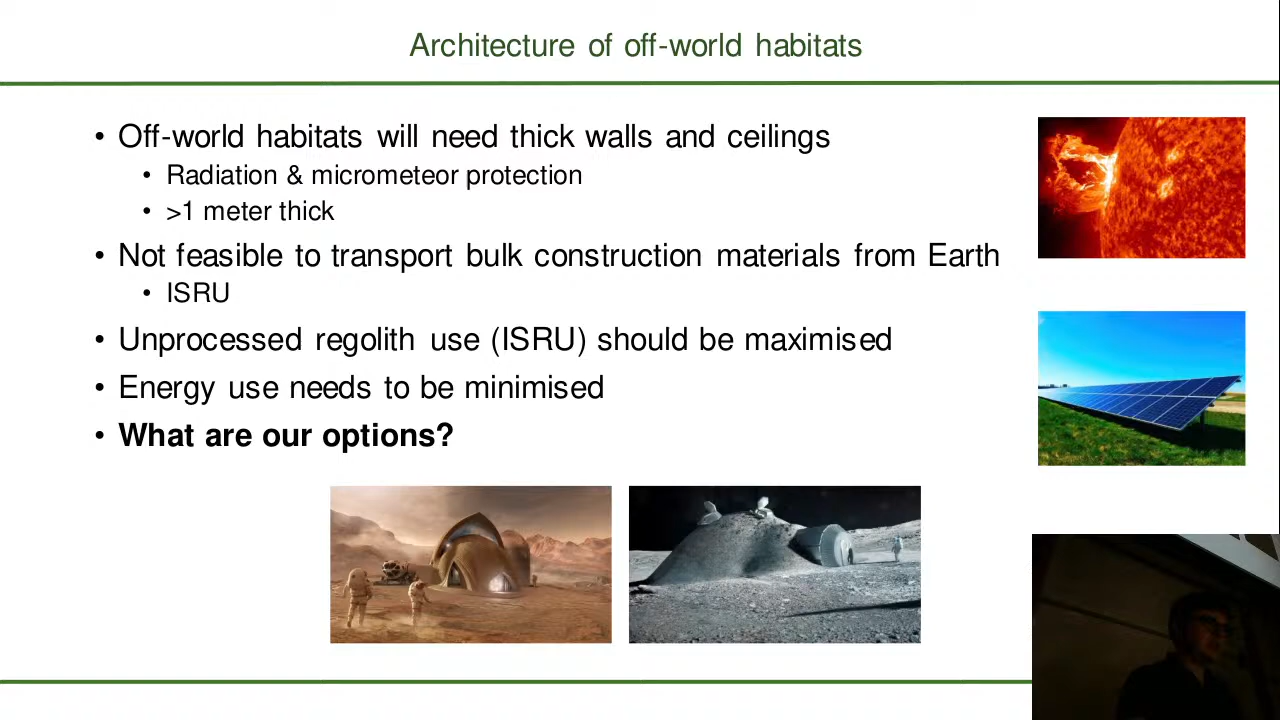 Architecture of off-world habitats
• Off-world habitats will need thick walls and ceilings
• Radiation & micrometeor protection
• >1 meter thick
• Not feasible to transport bulk construction materials from Earth
• ISRU
• Unprocessed regolith use (ISRU) should be maximised
• Energy use needs to be minimised
• What are our options?